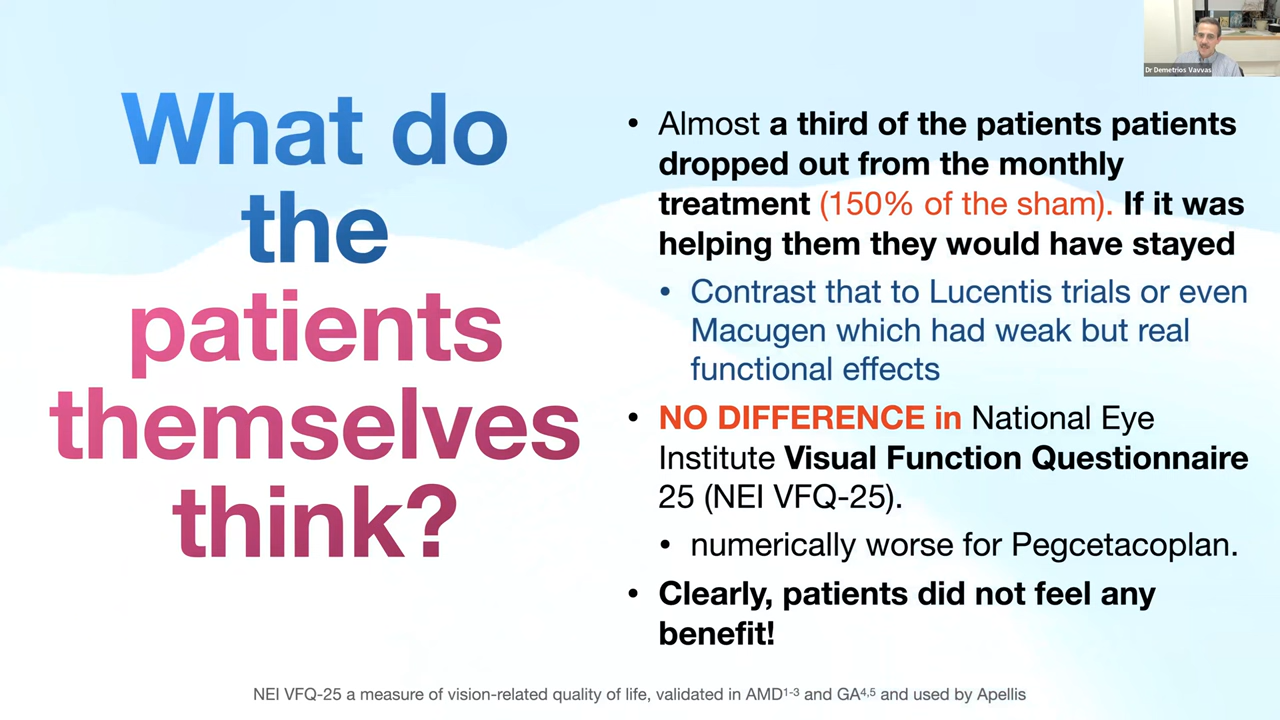 Dr Demetrios Vavvas
What do
the
patients
themselves
think?
• Almost a third of the patients patients
dropped out from the monthly
treatment (150% of the sham). If it was
helping them they would have stayed
• Contrast that to Lucentis trials or even
Macugen which had weak but real
functional effects
• NO DIFFERENCE in National Eye
Institute Visual Function Questionnaire
25 (NEI VFQ-25).
• numerically worse for Pegcetacoplan.
• Clearly, patients did not feel any
benefit!
NEI VFQ-25 a measure of vision-related quality of life, validated in AMD¹⁻³ and GA⁴,⁵ and used by Apellis